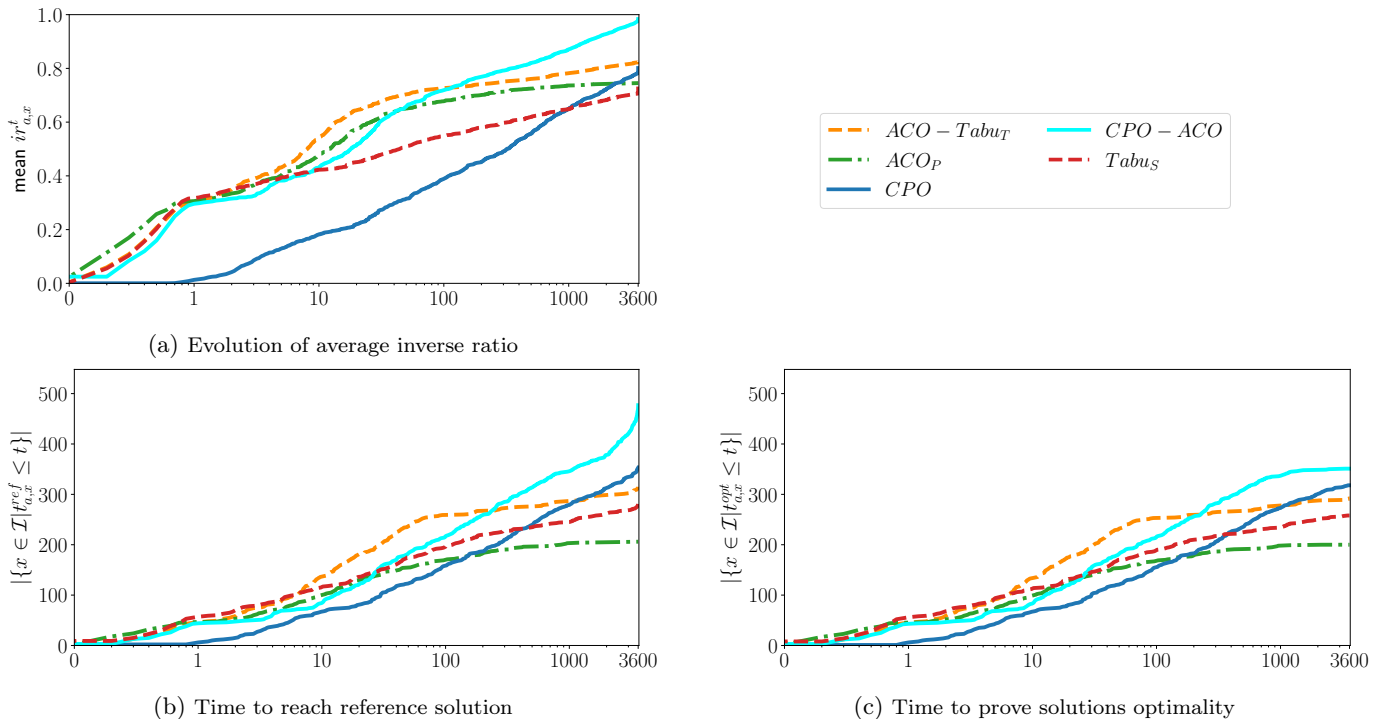 mean ir^t_{a,x}
1.0
0.8
0.6
0.4
0.2
0.0
0 1 10 100 1000 3600
(a) Evolution of average inverse ratio
ACO − Tabu_T CPO − ACO
ACO_P Tabu_S
CPO
|{x ∈ I|t^{ref}_{a,x} ≤ t}|
500
400
300
200
100
0
0 1 10 100 1000 3600
(b) Time to reach reference solution
|{x ∈ I|t^{opt}_{a,x} ≤ t}|
500
400
300
200
100
0
0 1 10 100 1000 3600
(c) Time to prove solutions optimality